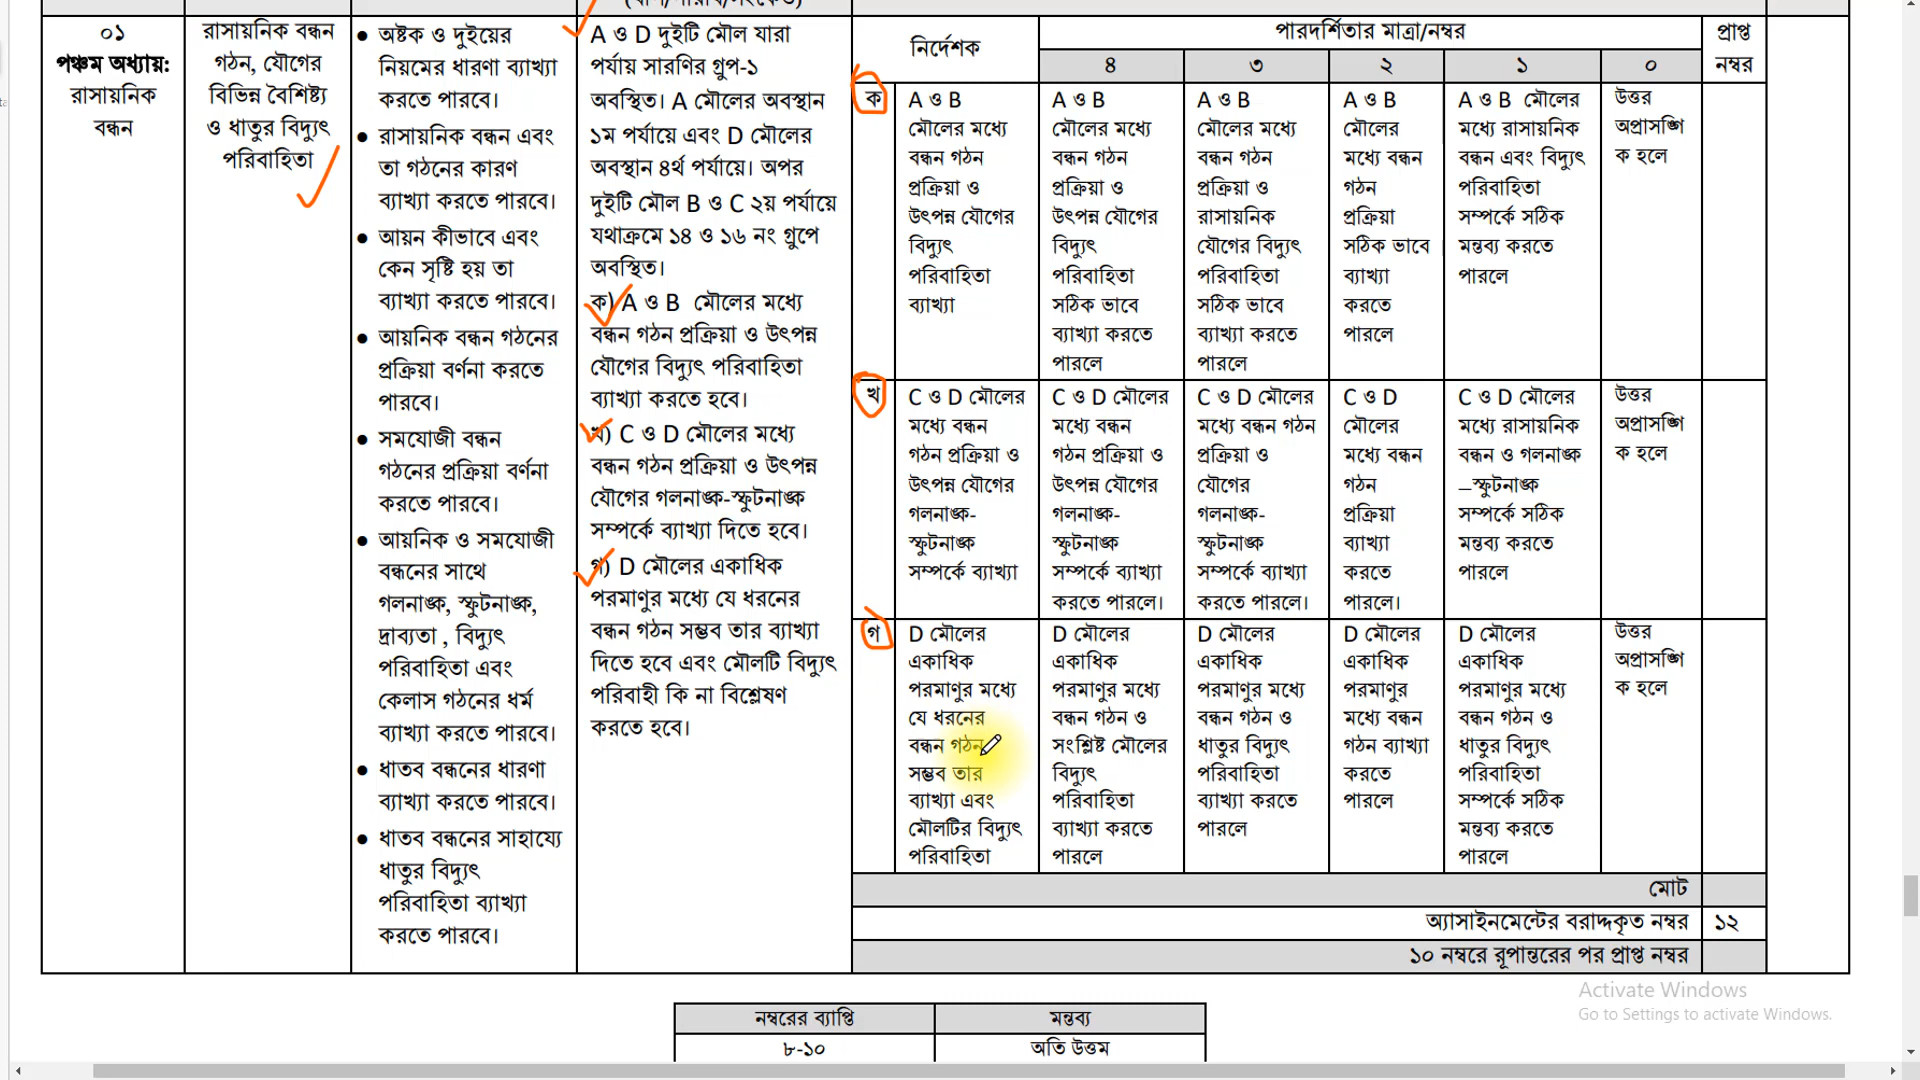 (ধাপ/পরিধি/সংকেত)
০১
পঞ্চম অধ্যায়:
রাসায়নিক
বন্ধন
রাসায়নিক বন্ধন
গঠন, যৌগের
বিভিন্ন বৈশিষ্ট্য
ও ধাতুর বিদ্যুৎ
পরিবাহিতা
● অষ্টক ও দুইয়ের
নিয়মের ধারণা ব্যাখ্যা
করতে পারবে।
● রাসায়নিক বন্ধন এবং
তা গঠনের কারণ
ব্যাখ্যা করতে পারবে।
● আয়ন কীভাবে এবং
কেন সৃষ্টি হয় তা
ব্যাখ্যা করতে পারবে।
● আয়নিক বন্ধন গঠনের
প্রক্রিয়া বর্ণনা করতে
পারবে।
● সমযোজী বন্ধন
গঠনের প্রক্রিয়া বর্ণনা
করতে পারবে।
● আয়নিক ও সমযোজী
বন্ধনের সাথে
গলনাঙ্ক, স্ফুটনাঙ্ক,
দ্রাব্যতা , বিদ্যুৎ
পরিবাহিতা এবং
কেলাস গঠনের ধর্ম
ব্যাখ্যা করতে পারবে।
● ধাতব বন্ধনের ধারণা
ব্যাখ্যা করতে পারবে।
● ধাতব বন্ধনের সাহায্যে
ধাতুর বিদ্যুৎ
পরিবাহিতা ব্যাখ্যা
করতে পারবে।
A ও D দুইটি মৌল যারা
পর্যায় সারণির গ্রুপ-১
অবস্থিত। A মৌলের অবস্থান
১ম পর্যায়ে এবং D মৌলের
অবস্থান ৪র্থ পর্যায়ে। অপর
দুইটি মৌল B ও C ২য় পর্যায়ে
যথাক্রমে ১৪ ও ১৬ নং গ্রুপে
অবস্থিত।
ক) A ও B মৌলের মধ্যে
বন্ধন গঠন প্রক্রিয়া ও উৎপন্ন
যৌগের বিদ্যুৎ পরিবাহিতা
ব্যাখ্যা করতে হবে।
খ) C ও D মৌলের মধ্যে
বন্ধন গঠন প্রক্রিয়া ও উৎপন্ন
যৌগের গলনাঙ্ক-স্ফুটনাঙ্ক
সম্পর্কে ব্যাখ্যা দিতে হবে।
গ) D মৌলের একাধিক
পরমাণুর মধ্যে যে ধরনের
বন্ধন গঠন সম্ভব তার ব্যাখ্যা
দিতে হবে এবং মৌলটি বিদ্যুৎ
পরিবাহী কি না বিশ্লেষণ
করতে হবে।
নির্দেশক
পারদর্শিতার মাত্রা/নম্বর
প্রাপ্ত
নম্বর
৪ ৩ ২ ১ ০
ক
A ও B
মৌলের মধ্যে
বন্ধন গঠন
প্রক্রিয়া ও
উৎপন্ন যৌগের
বিদ্যুৎ
পরিবাহিতা
ব্যাখ্যা
A ও B
মৌলের মধ্যে
বন্ধন গঠন
প্রক্রিয়া ও
উৎপন্ন যৌগের
বিদ্যুৎ
পরিবাহিতা
সঠিক ভাবে
ব্যাখ্যা করতে
পারলে
A ও B
মৌলের মধ্যে
বন্ধন গঠন
প্রক্রিয়া ও
রাসায়নিক
যৌগের বিদ্যুৎ
পরিবাহিতা
সঠিক ভাবে
ব্যাখ্যা করতে
পারলে
A ও B
মৌলের
মধ্যে বন্ধন
গঠন
প্রক্রিয়া
সঠিক ভাবে
ব্যাখ্যা
করতে
পারলে
A ও B মৌলের
মধ্যে রাসায়নিক
বন্ধন এবং বিদ্যুৎ
পরিবাহিতা
সম্পর্কে সঠিক
মন্তব্য করতে
পারলে
উত্তর
অপ্রাসঙ্গি
ক হলে
খ
C ও D মৌলের
মধ্যে বন্ধন
গঠন প্রক্রিয়া ও
উৎপন্ন যৌগের
গলনাঙ্ক-
স্ফুটনাঙ্ক
সম্পর্কে ব্যাখ্যা
C ও D মৌলের
মধ্যে বন্ধন
গঠন প্রক্রিয়া ও
উৎপন্ন যৌগের
গলনাঙ্ক-
স্ফুটনাঙ্ক
সম্পর্কে ব্যাখ্যা
করতে পারলে।
C ও D মৌলের
মধ্যে বন্ধন গঠন
প্রক্রিয়া ও
যৌগের
গলনাঙ্ক-
স্ফুটনাঙ্ক
সম্পর্কে ব্যাখ্যা
করতে পারলে।
C ও D
মৌলের
মধ্যে বন্ধন
গঠন
প্রক্রিয়া
ব্যাখ্যা
করতে
পারলে।
C ও D মৌলের
মধ্যে রাসায়নিক
বন্ধন ও গলনাঙ্ক
–স্ফুটনাঙ্ক
সম্পর্কে সঠিক
মন্তব্য করতে
পারলে
উত্তর
অপ্রাসঙ্গি
ক হলে
গ
D মৌলের
একাধিক
পরমাণুর মধ্যে
যে ধরনের
বন্ধন গঠন
সম্ভব তার
ব্যাখ্যা এবং
মৌলটির বিদ্যুৎ
পরিবাহিতা
D মৌলের
একাধিক
পরমাণুর মধ্যে
বন্ধন গঠন ও
সংশ্লিষ্ট মৌলের
বিদ্যুৎ
পরিবাহিতা
ব্যাখ্যা করতে
পারলে
D মৌলের
একাধিক
পরমাণুর মধ্যে
বন্ধন গঠন ও
ধাতুর বিদ্যুৎ
পরিবাহিতা
ব্যাখ্যা করতে
পারলে
D মৌলের
একাধিক
পরমাণুর
মধ্যে বন্ধন
গঠন ব্যাখ্যা
করতে
পারলে
D মৌলের
একাধিক
পরমাণুর মধ্যে
বন্ধন গঠন ও
ধাতুর বিদ্যুৎ
পরিবাহিতা
সম্পর্কে সঠিক
মন্তব্য করতে
পারলে
উত্তর
অপ্রাসঙ্গি
ক হলে
মোট
অ্যাসাইনমেন্টের বরাদ্দকৃত নম্বর ১২
১০ নম্বরে রূপান্তরের পর প্রাপ্ত নম্বর
নম্বরের ব্যাপ্তি মন্তব্য
৮-১০ অতি উত্তম
Activate Windows
Go to Settings to activate Windows.